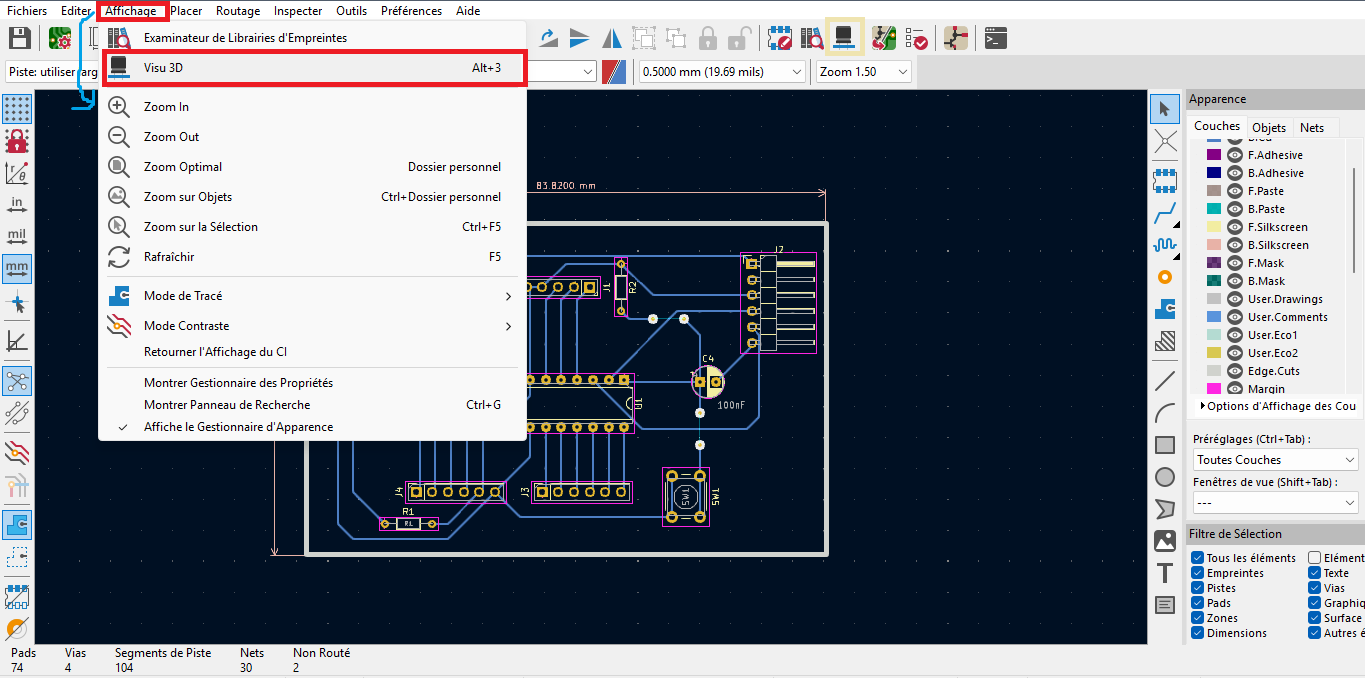 Fichiers Editer Affichage Placer Routage Inspecter Outils Préférences Aide
Examinateur de Librairies d'Empreintes
Piste: utiliser larg
Visu 3D Alt+3
0.5000 mm (19.69 mils)
Zoom 1.50
Zoom In
Zoom Out
Zoom Optimal Dossier personnel
Zoom sur Objets Ctrl+Dossier personnel
Zoom sur la Sélection Ctrl+F5
Rafraîchir F5
Mode de Tracé
Mode Contraste
Retourner l'Affichage du CI
Montrer Gestionnaire des Propriétés
Montrer Panneau de Recherche Ctrl+G
Affiche le Gestionnaire d'Apparence
in
mil
mm
83.8200 mm
J1
R2
J2
C4
100nF
U1
J4
J3
R1
R1
SW1
SW1
Apparence
Couches Objets Nets
F.Adhesive
B.Adhesive
F.Paste
B.Paste
F.Silkscreen
B.Silkscreen
F.Mask
B.Mask
User.Drawings
User.Comments
User.Eco1
User.Eco2
Edge.Cuts
Margin
Options d'Affichage des Cou
Préréglages (Ctrl+Tab) :
Toutes Couches
Fenêtres de vue (Shift+Tab) :
---
Filtre de Sélection
Tous les éléments Elément
Empreintes Texte
Pistes Vias
Pads Graphiq
Zones Surface
Dimensions Autres é
Pads Vias Segments de Piste Nets Non Routé
74 4 104 30 2